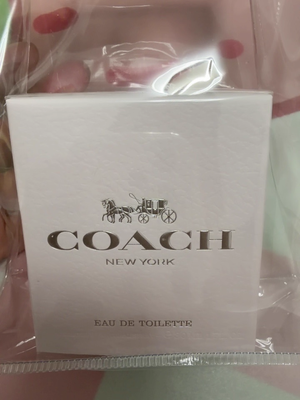 COACH
NEW YORK
EAU DE TOILETTE